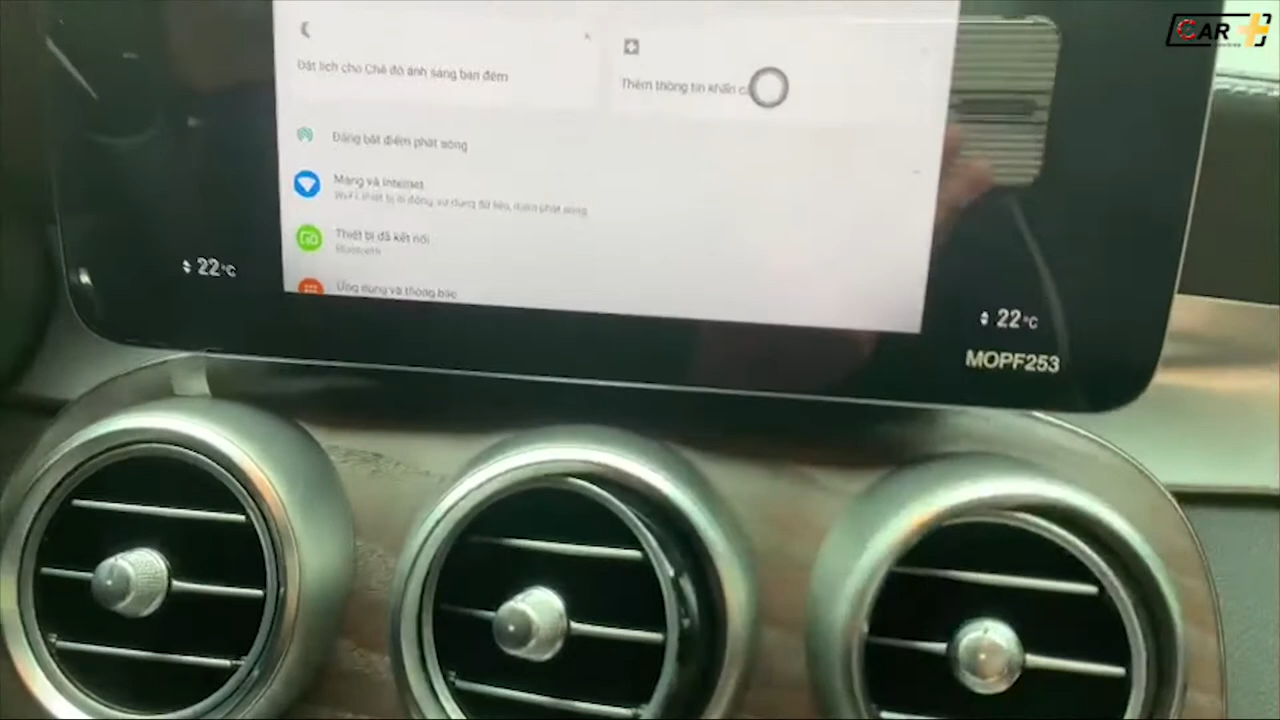 CAR
Đặt lịch cho Chế độ ánh sáng ban đêm
Thêm thông tin khẩn
Đang bật điểm phát sóng
Mạng và Internet
Wi-Fi, thiết bị di động, sử dụng dữ liệu, điểm phát sóng
Thiết bị đã kết nối
Bluetooth
Ứng dụng và thông báo
22°C
22°C
MOPF253